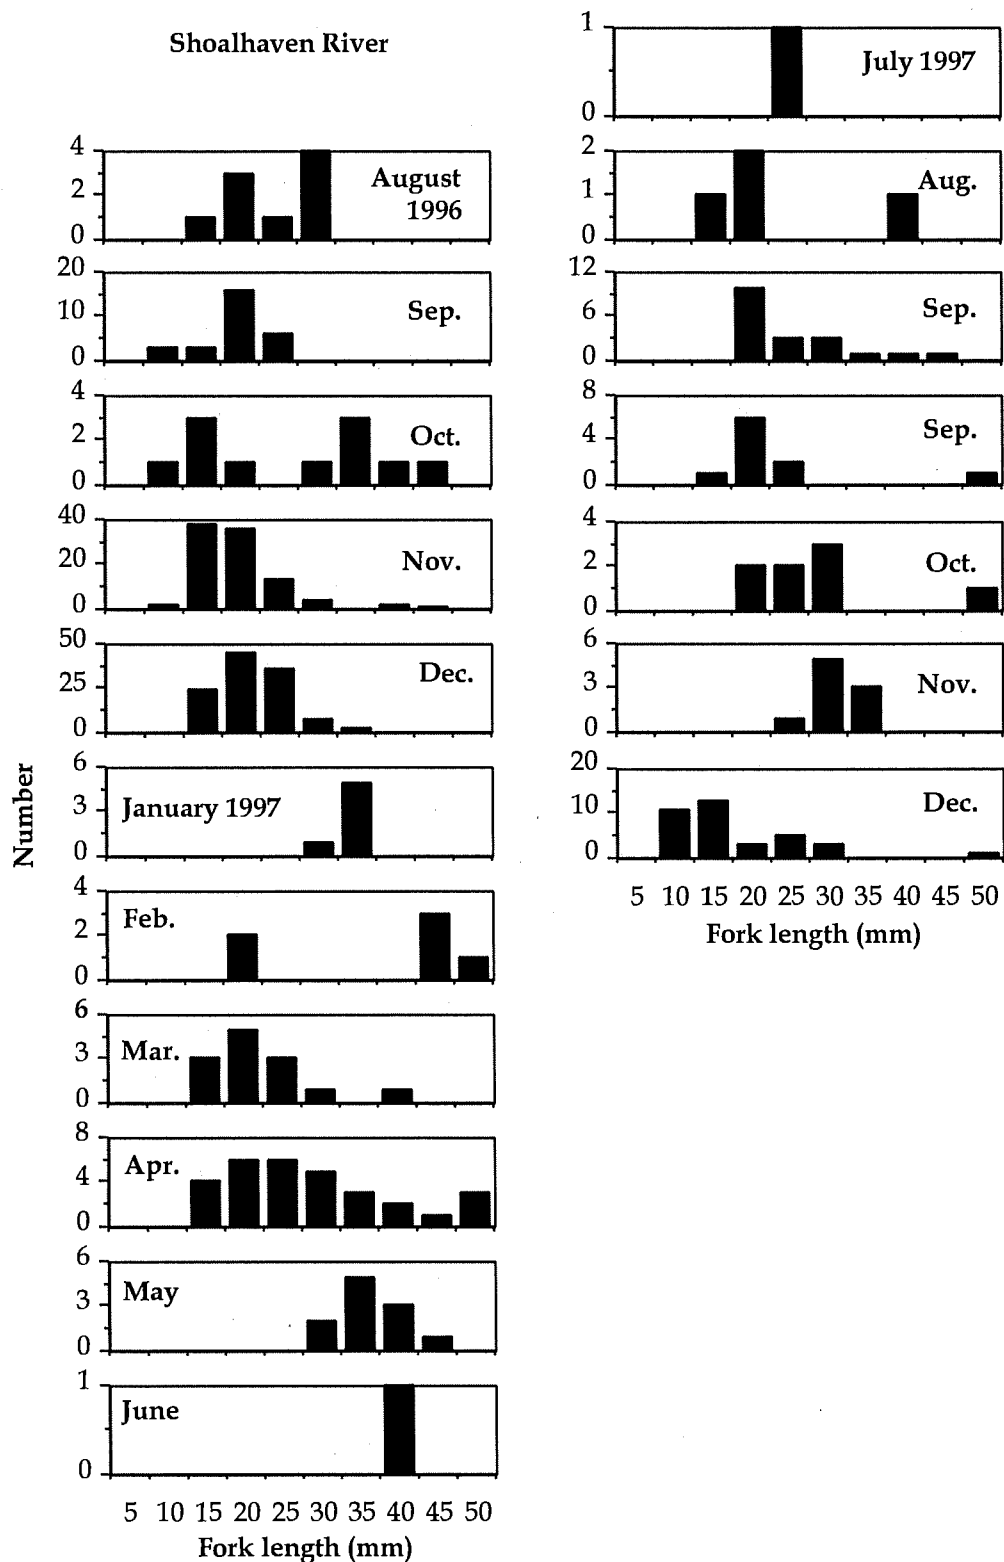 Shoalhaven River
Number
4
2
0
August
1996
20
10
0
Sep.
4
2
0
Oct.
40
20
0
Nov.
50
25
0
Dec.
6
3
0
January 1997
4
2
0
Feb.
6
3
0
Mar.
8
4
0
Apr.
6
3
0
May
1
0
June
5 10 15 20 25 30 35 40 45 50
Fork length (mm)
1
0
July 1997
2
1
0
Aug.
12
6
0
Sep.
8
4
0
Sep.
4
2
0
Oct.
6
3
0
Nov.
20
10
0
Dec.
5 10 15 20 25 30 35 40 45 50
Fork length (mm)